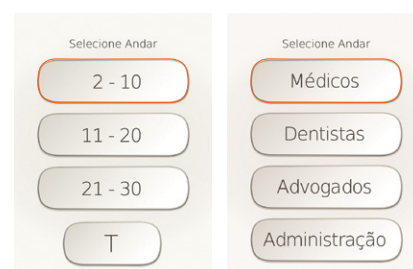 Selecione Andar
2 - 10
11 - 20
21 - 30
T
Selecione Andar
Médicos
Dentistas
Advogados
Administração